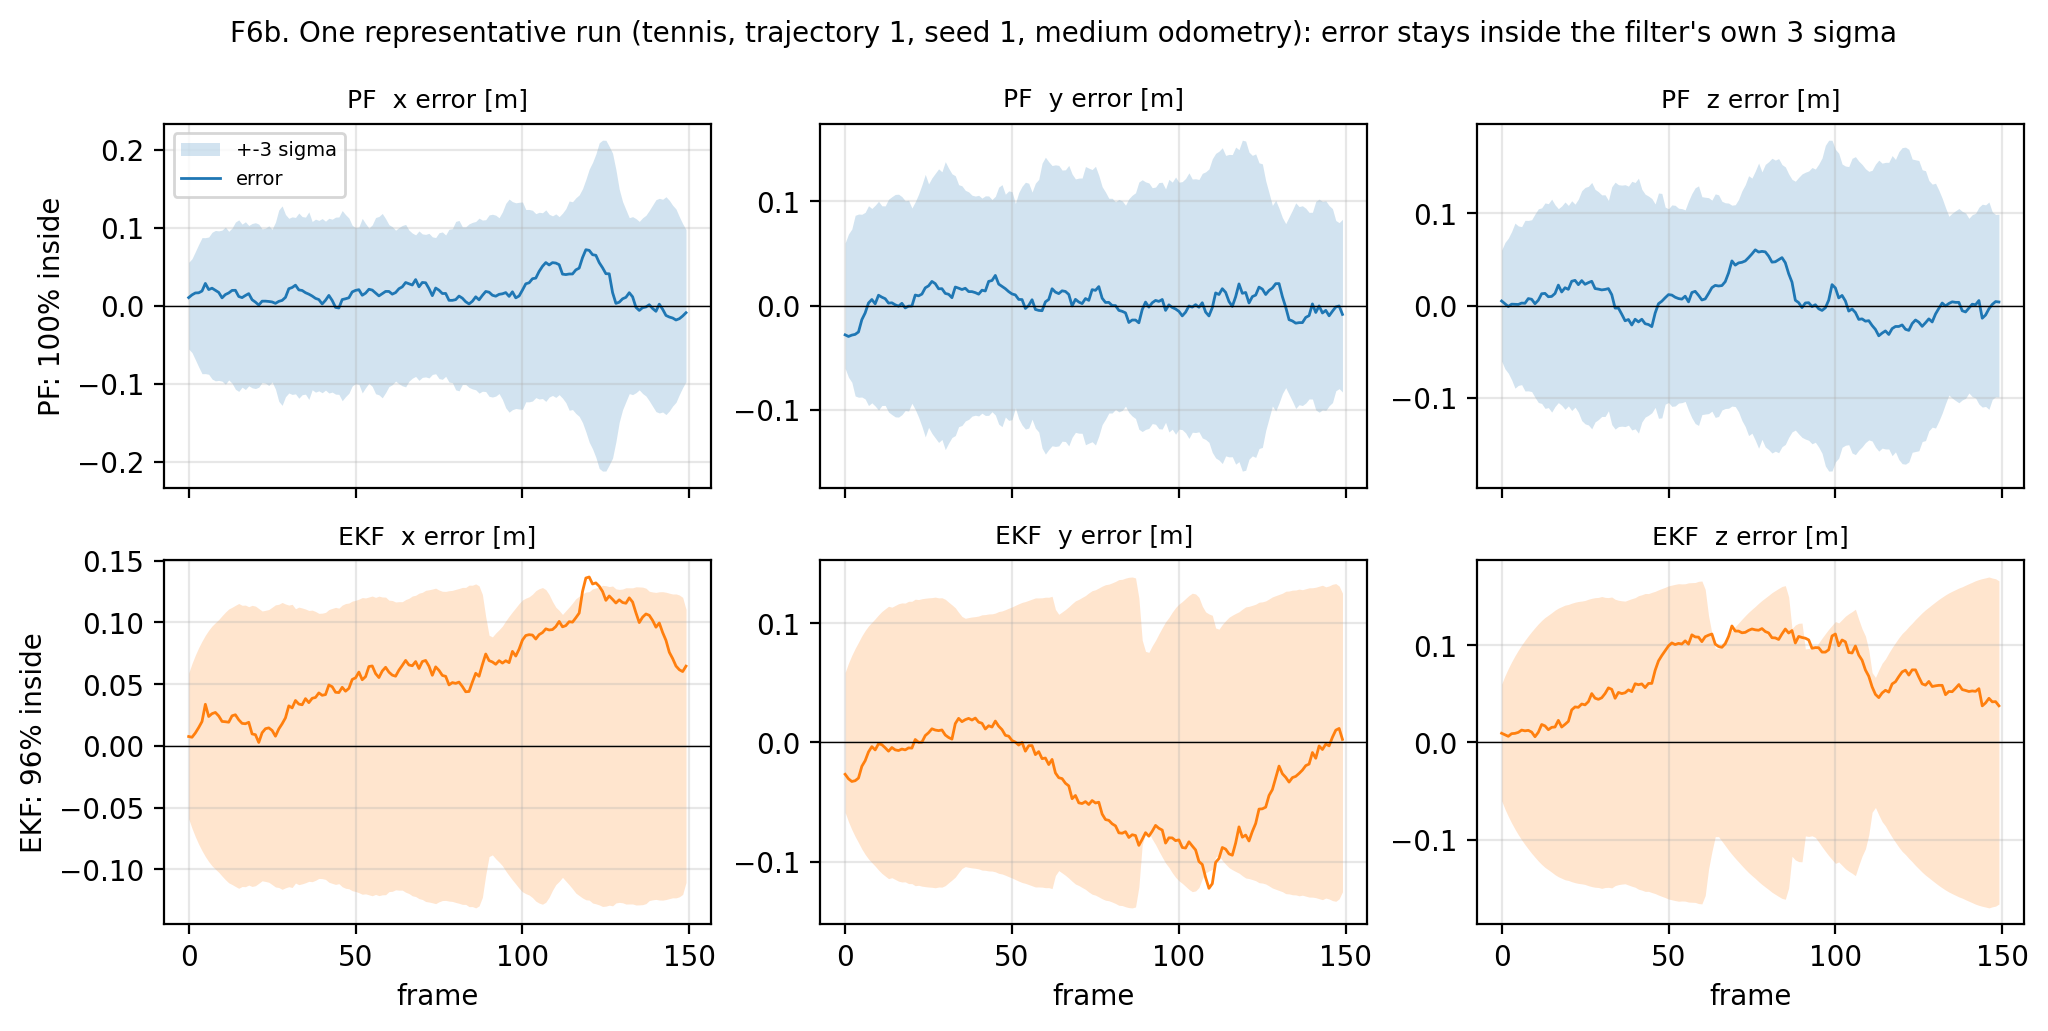 F6b. One representative run (tennis, trajectory 1, seed 1, medium odometry): error stays inside the filter's own 3 sigma
PF  x error [m]
PF  y error [m]
PF  z error [m]
PF: 100% inside
+-3 sigma
error
0.2
0.1
0.0
−0.1
−0.2
0.1
0.0
−0.1
0.1
0.0
−0.1
EKF  x error [m]
EKF  y error [m]
EKF  z error [m]
EKF: 96% inside
0.15
0.10
0.05
0.00
−0.05
−0.10
0.1
0.0
−0.1
0.1
0.0
−0.1
0 50 100 150
0 50 100 150
0 50 100 150
frame
frame
frame